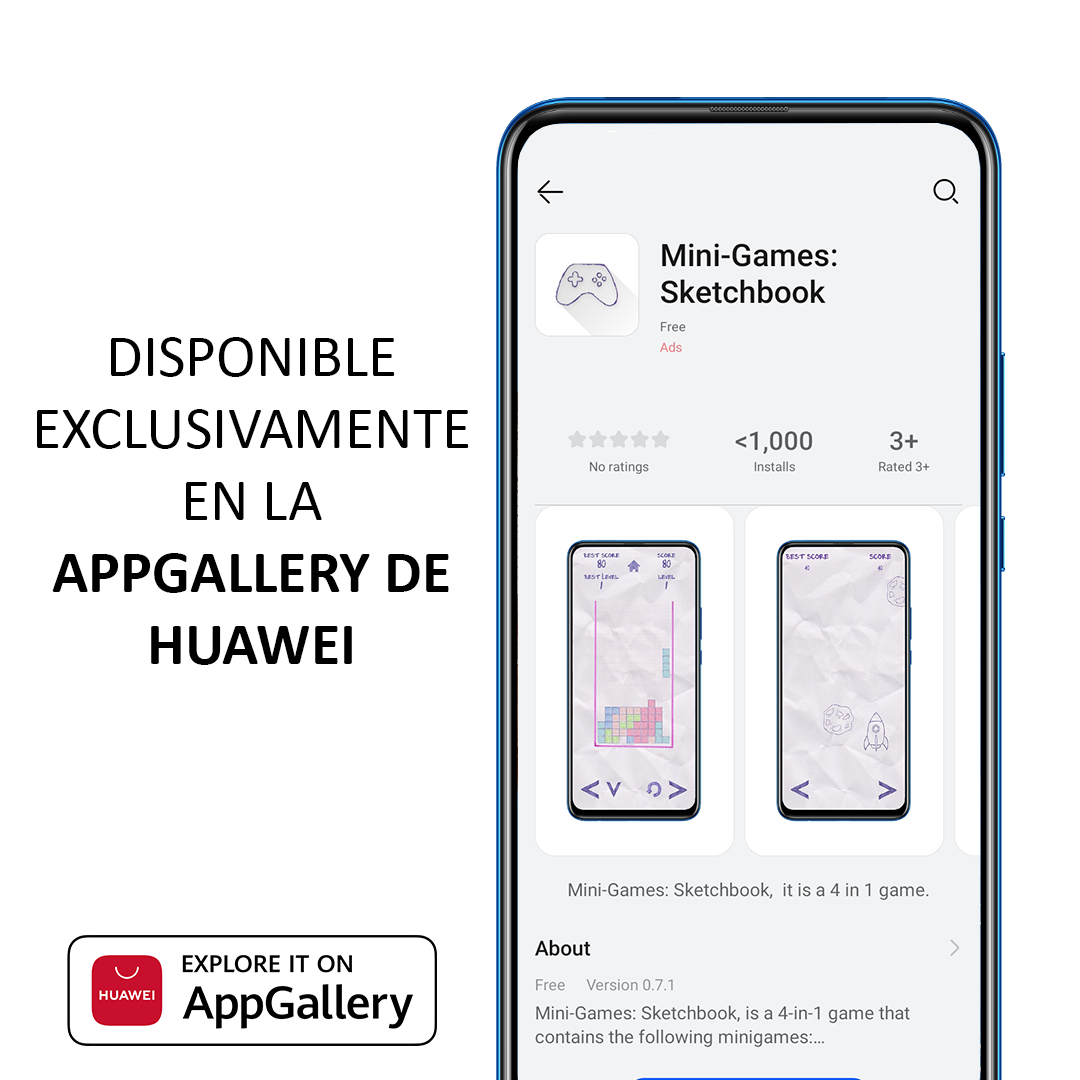 DISPONIBLE
EXCLUSIVAMENTE
EN LA
APPGALLERY DE
HUAWEI
HUAWEI
EXPLORE IT ON
AppGallery
Mini-Games:
Sketchbook
Free
Ads
No ratings
<1,000
Installs
3+
Rated 3+
BEST SCORE
80
SCORE
80
BEST LEVEL
1
LEVEL
1
BEST SCORE
SCORE
Mini-Games: Sketchbook, it is a 4 in 1 game.
About
Free Version 0.7.1
Mini-Games: Sketchbook, is a 4-in-1 game that
contains the following minigames:...